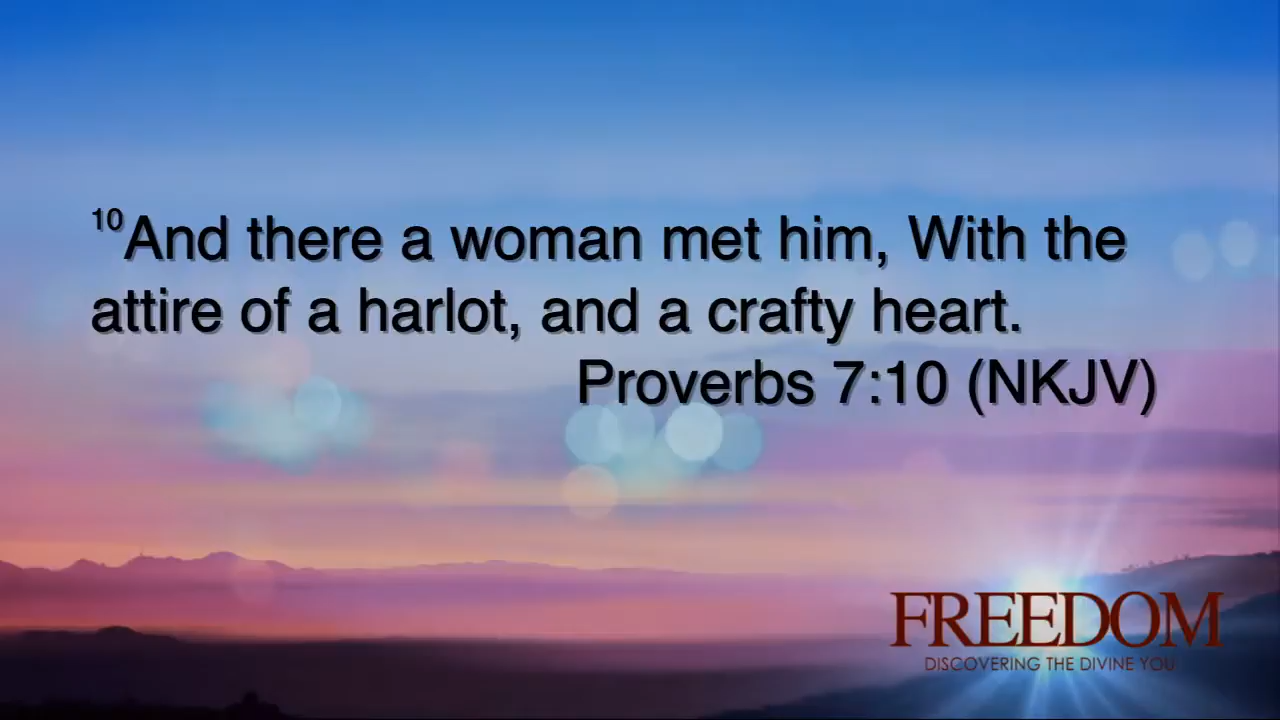 10And there a woman met him, With the
attire of a harlot, and a crafty heart.
Proverbs 7:10 (NKJV)
FREEDOM
DISCOVERING THE DIVINE YOU